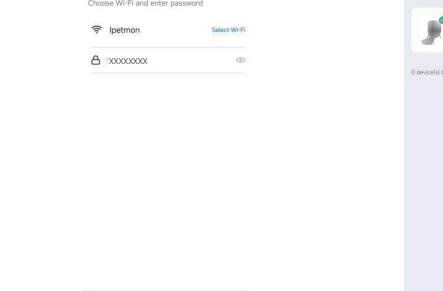 Choose Wi-Fi and enter password
Ipetmon
Select Wi-Fi
XXXXXXXX
0 device(s)